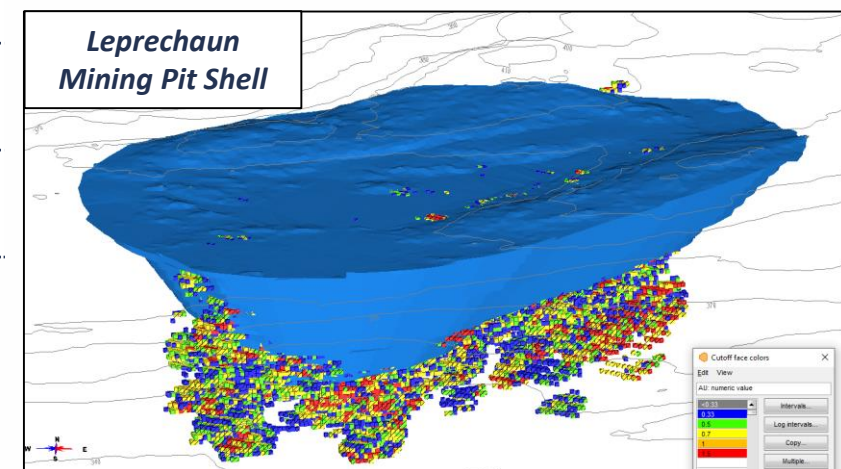 Leprechaun
Mining Pit Shell
Cutoff face colors
Edit View
AU: numeric value
<0.33
0.33
0.5
0.7
1
Intervals...
Log intervals...
Copy...
Multiple...
N
W E
S